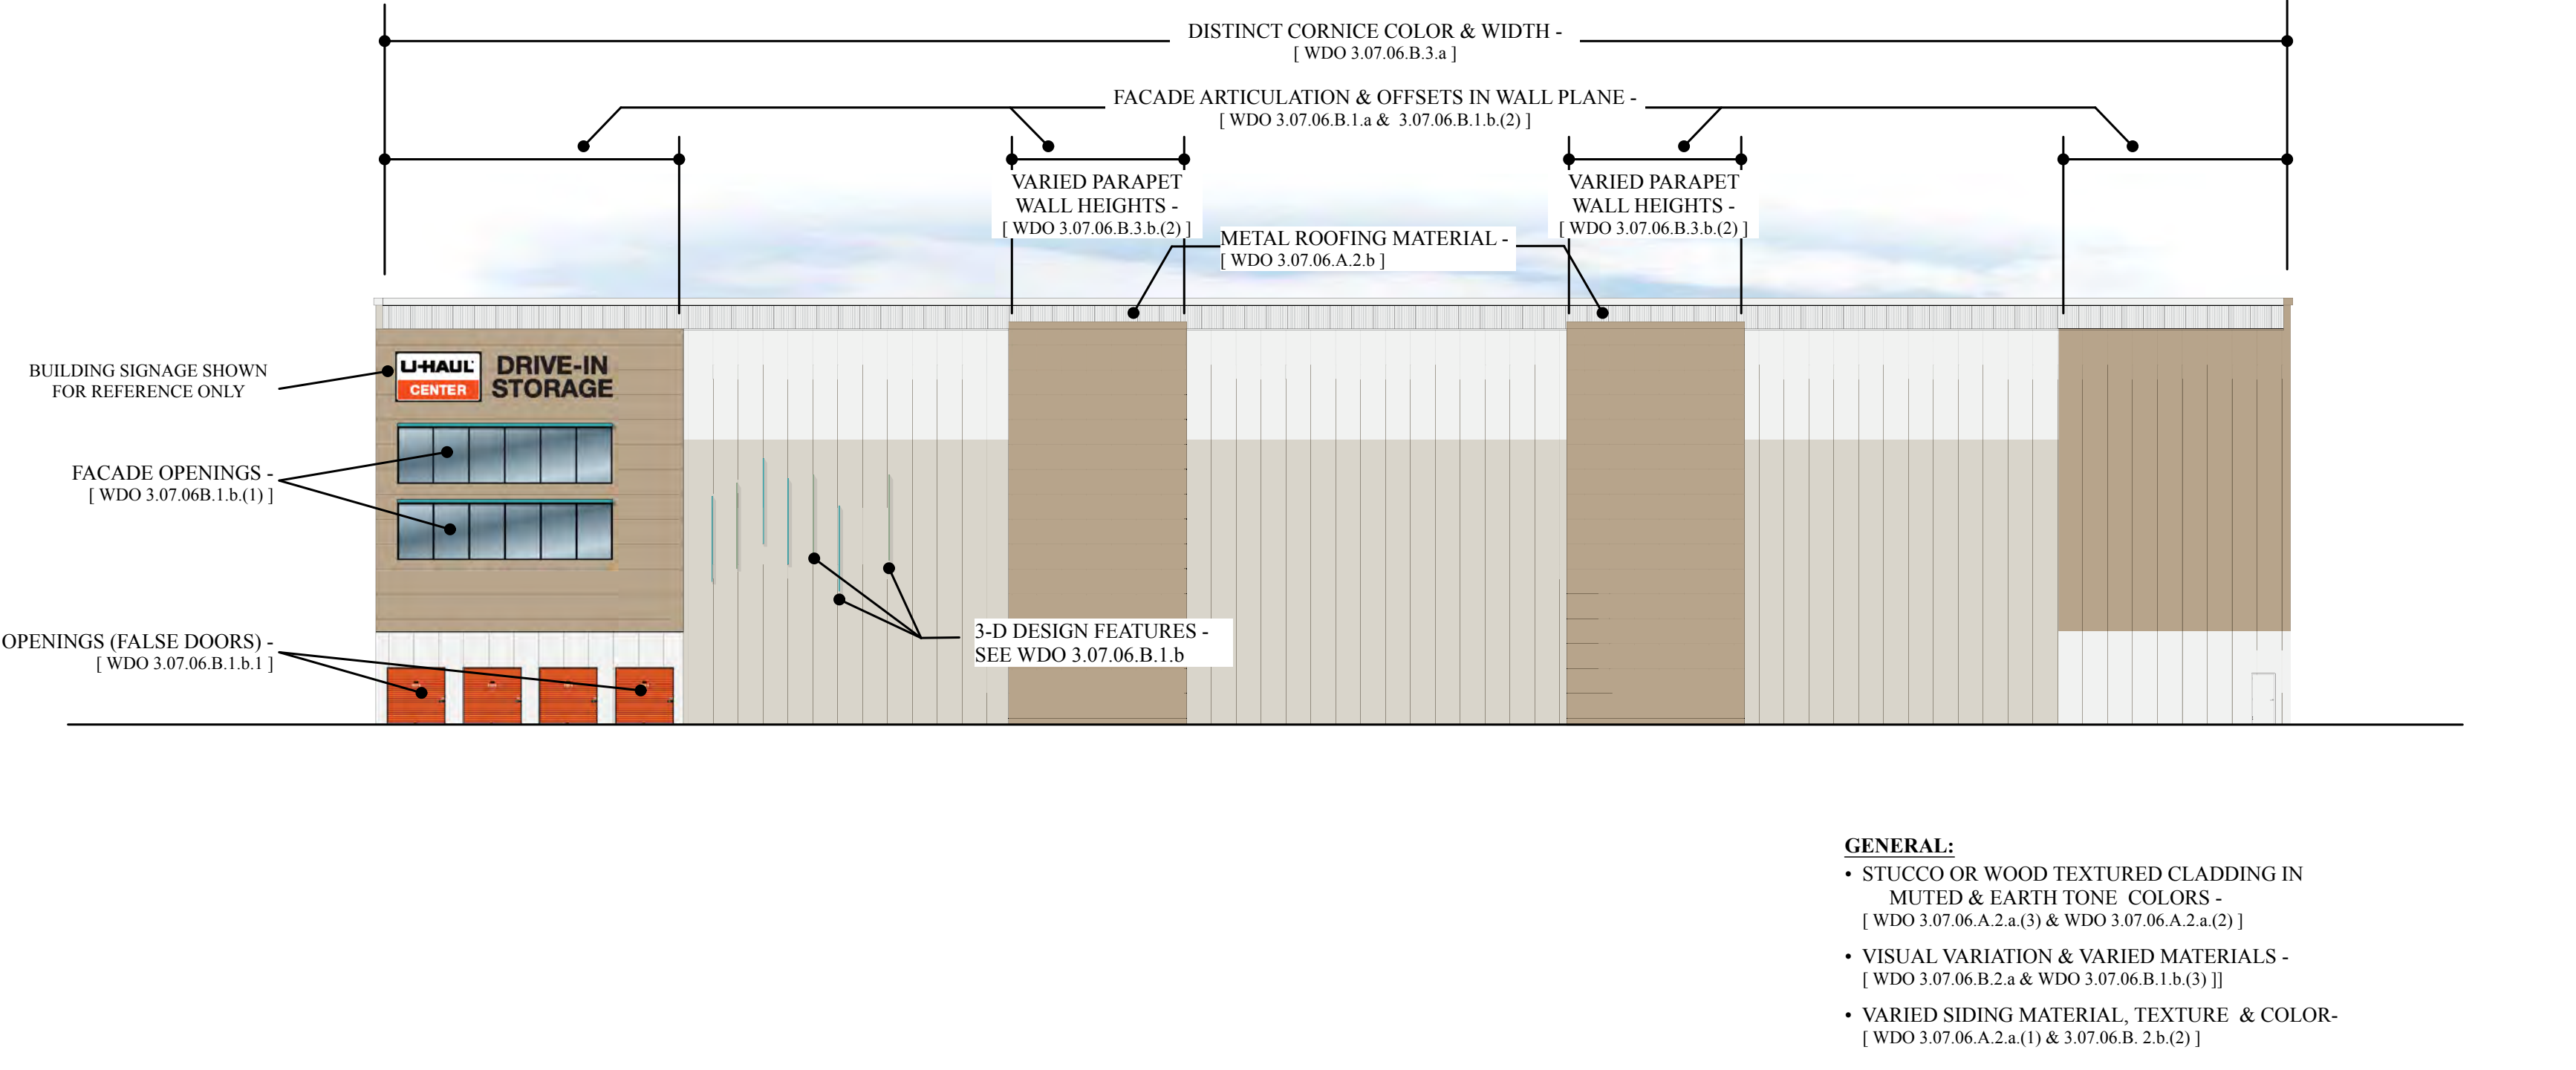 DISTINCT CORNICE COLOR & WIDTH -
[ WDO 3.07.06.B.3.a ]
FACADE ARTICULATION & OFFSETS IN WALL PLANE -
[ WDO 3.07.06.B.1.a & 3.07.06.B.1.b.(2) ]
VARIED PARAPET
WALL HEIGHTS -
[ WDO 3.07.06.B.3.b.(2) ]
VARIED PARAPET
WALL HEIGHTS -
[ WDO 3.07.06.B.3.b.(2) ]
METAL ROOFING MATERIAL -
[ WDO 3.07.06.A.2.b ]
BUILDING SIGNAGE SHOWN
FOR REFERENCE ONLY
U-HAUL
CENTER
DRIVE-IN
STORAGE
FACADE OPENINGS -
[ WDO 3.07.06B.1.b.(1) ]
OPENINGS (FALSE DOORS) -
[ WDO 3.07.06.B.1.b.1 ]
3-D DESIGN FEATURES -
SEE WDO 3.07.06.B.1.b
GENERAL:
• STUCCO OR WOOD TEXTURED CLADDING IN
MUTED & EARTH TONE COLORS -
[ WDO 3.07.06.A.2.a.(3) & WDO 3.07.06.A.2.a.(2) ]
• VISUAL VARIATION & VARIED MATERIALS -
[ WDO 3.07.06.B.2.a & WDO 3.07.06.B.1.b.(3) ]]
• VARIED SIDING MATERIAL, TEXTURE & COLOR-
[ WDO 3.07.06.A.2.a.(1) & 3.07.06.B. 2.b.(2) ]